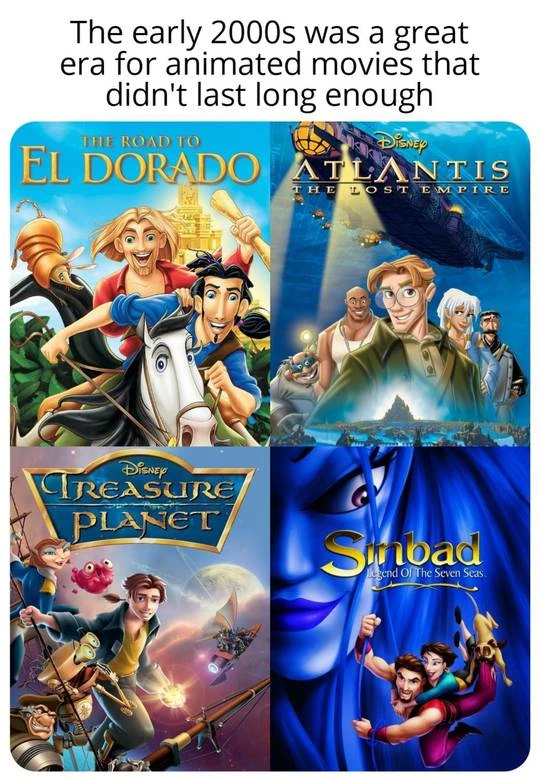 The early 2000s was a great
era for animated movies that
didn't last long enough
THE ROAD TO
EL DORADO
Disney
ATLANTIS
THE LOST EMPIRE
Disney
TREASURE
PLANET
Sinbad
Legend Of The Seven Seas